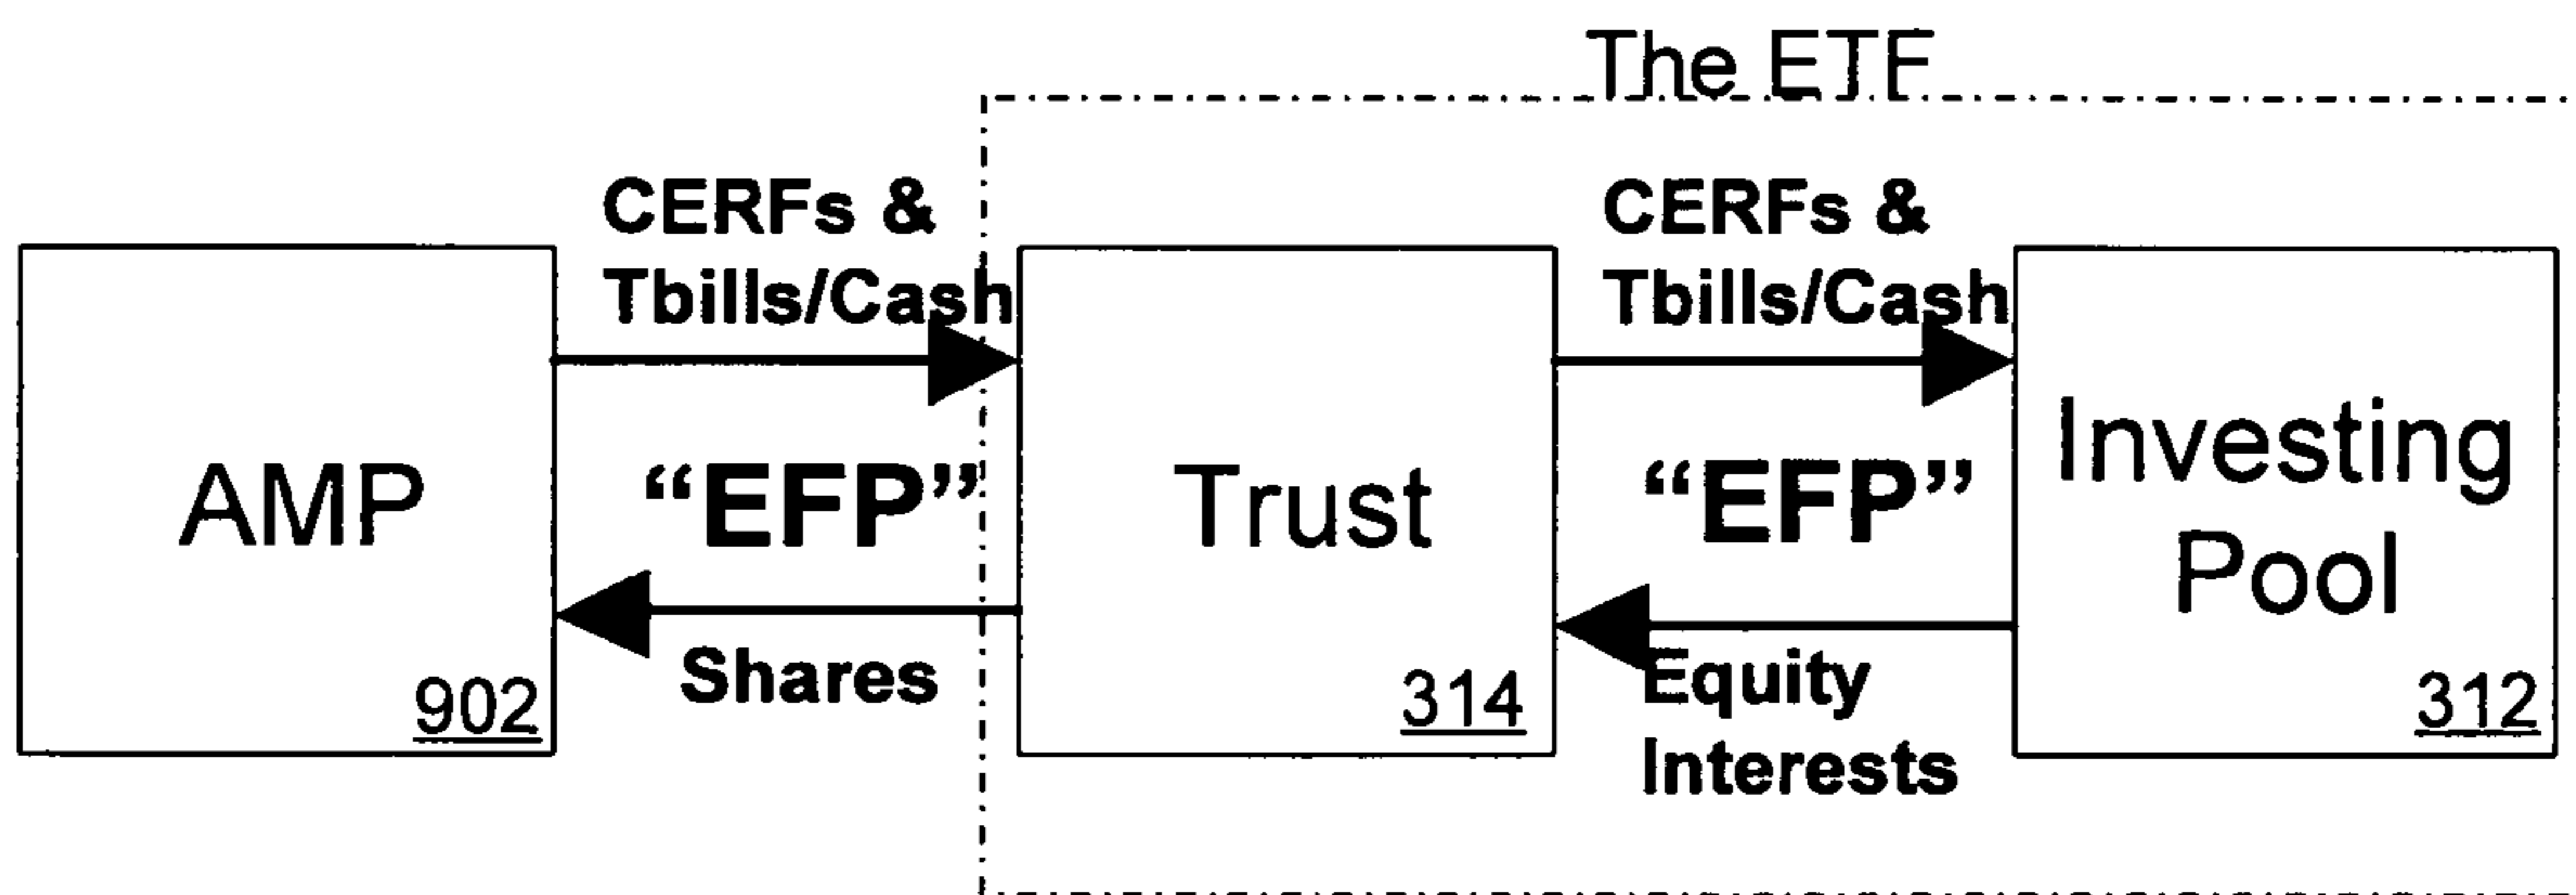 The ETF
CERFs &
Tbills/Cash
CERFs &
Tbills/Cash
AMP
902
“EFP”
Shares
Trust
314
“EFP”
Equity
Interests
Investing
Pool
312